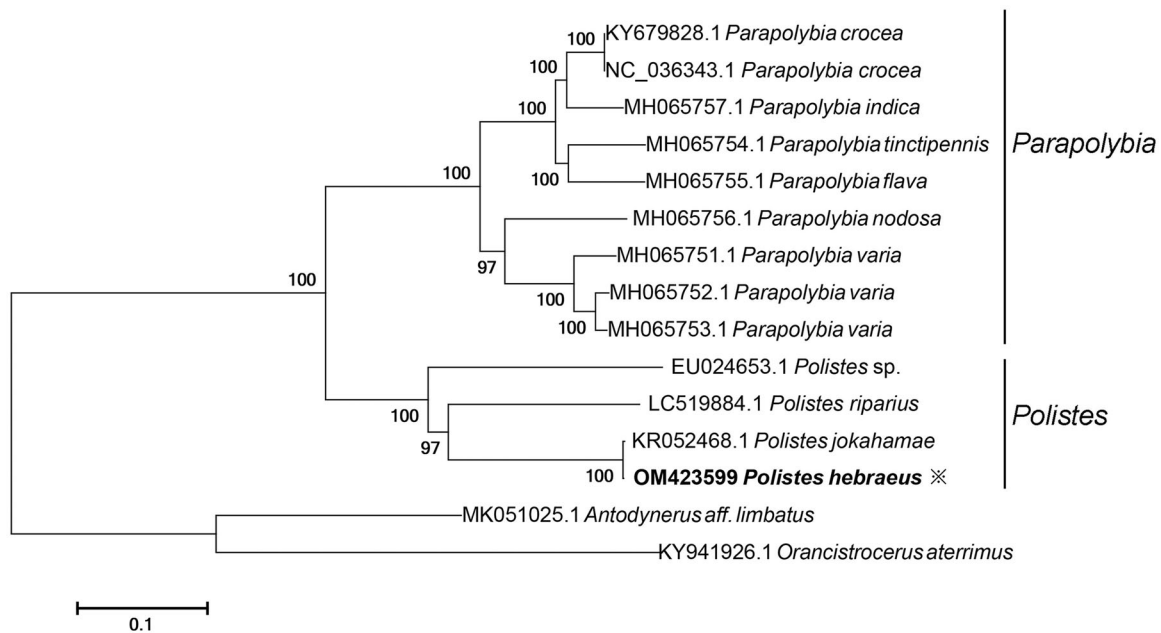 KY679828.1 Parapolybia crocea
100
NC_036343.1 Parapolybia crocea
100
MH065757.1 Parapolybia indica
100
MH065754.1 Parapolybia tinctipennis
Parapolybia
100
MH065755.1 Parapolybia flava
100
MH065756.1 Parapolybia nodosa
97
MH065751.1 Parapolybia varia
100
MH065752.1 Parapolybia varia
100
MH065753.1 Parapolybia varia
100
EU024653.1 Polistes sp.
LC519884.1 Polistes riparius
Polistes
100
KR052468.1 Polistes jokahamae
97
100
OM423599 Polistes hebraeus ※
MK051025.1 Antodynerus aff. limbatus
KY941926.1 Orancistrocerus aterrimus
0.1